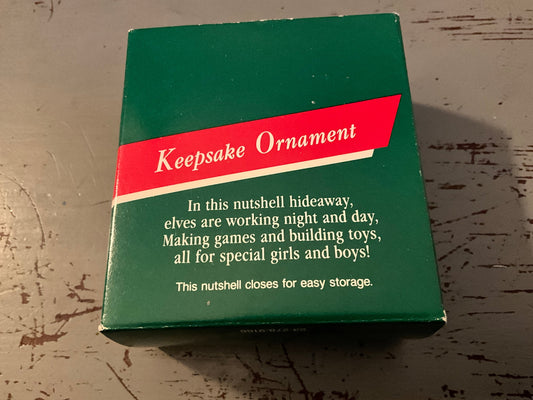 Keepsake Ornament
In this nutshell hideaway,
elves are working night and day,
Making games and building toys,
all for special girls and boys!
This nutshell closes for easy storage.